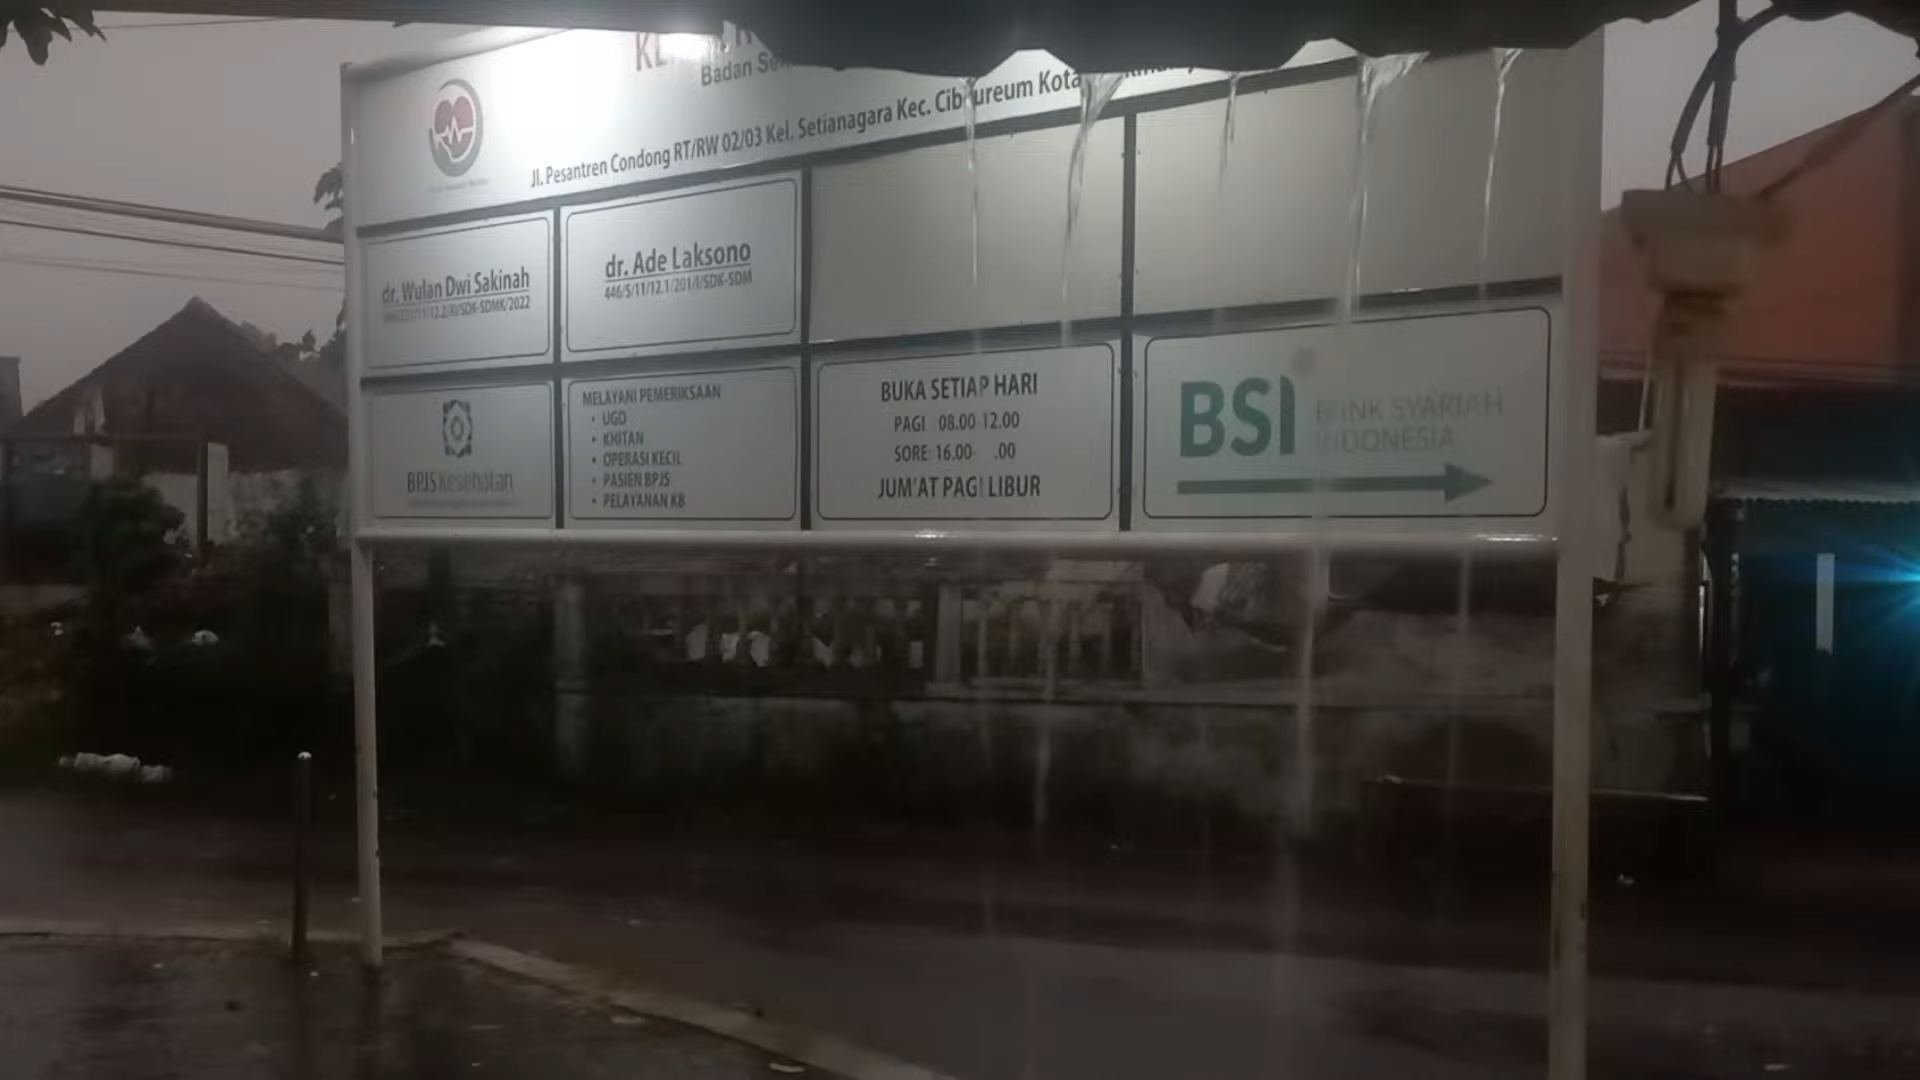 Badan
Jl. Pesantren Condong RT/RW 02/03 Kel. Setianagara Kec. Cibeureum Kota
dr. Wulan Dwi Sakinah
dr. Ade Laksono
446/5/11/12.1/201/I/SDK-SDM
BPJS Kesehatan
MELAYANI PEMERIKSAAN
• UGD
• KHITAN
• OPERASI KECIL
• PASIEN BPJS
• PELAYANAN KB
BUKA SETIAP HARI
PAGI 08.00 12.00
SORE: 16.00- .00
JUM'AT PAGI LIBUR
BSI BANK SYARIAH
INDONESIA